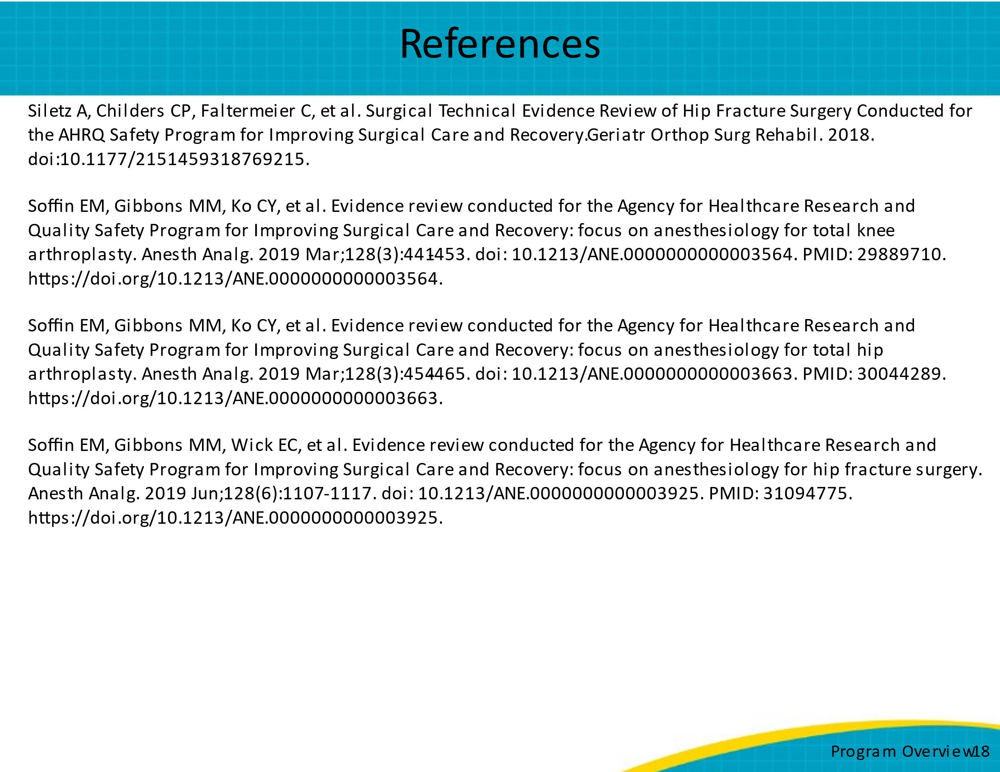 References
Siletz A, Childers CP, Faltermeier C, et al. Surgical Technical Evidence Review of Hip Fracture Surgery Conducted for
the AHRQ Safety Program for Improving Surgical Care and Recovery.Geriatr Orthop Surg Rehabil. 2018.
doi:10.1177/2151459318769215.
Soffin EM, Gibbons MM, Ko CY, et al. Evidence review conducted for the Agency for Healthcare Research and
Quality Safety Program for Improving Surgical Care and Recovery: focus on anesthesiology for total knee
arthroplasty. Anesth Analg. 2019 Mar;128(3):441-453. doi: 10.1213/ANE.0000000000003564. PMID: 29889710.
https://doi.org/10.1213/ANE.0000000000003564.
Soffin EM, Gibbons MM, Ko CY, et al. Evidence review conducted for the Agency for Healthcare Research and
Quality Safety Program for Improving Surgical Care and Recovery: focus on anesthesiology for total hip
arthroplasty. Anesth Analg. 2019 Mar;128(3):454-465. doi: 10.1213/ANE.0000000000003663. PMID: 30044289.
https://doi.org/10.1213/ANE.0000000000003663.
Soffin EM, Gibbons MM, Wick EC, et al. Evidence review conducted for the Agency for Healthcare Research and
Quality Safety Program for Improving Surgical Care and Recovery: focus on anesthesiology for hip fracture surgery.
Anesth Analg. 2019 Jun;128(6):1107-1117. doi: 10.1213/ANE.0000000000003925. PMID: 31094775.
https://doi.org/10.1213/ANE.0000000000003925.
Program Overview 18